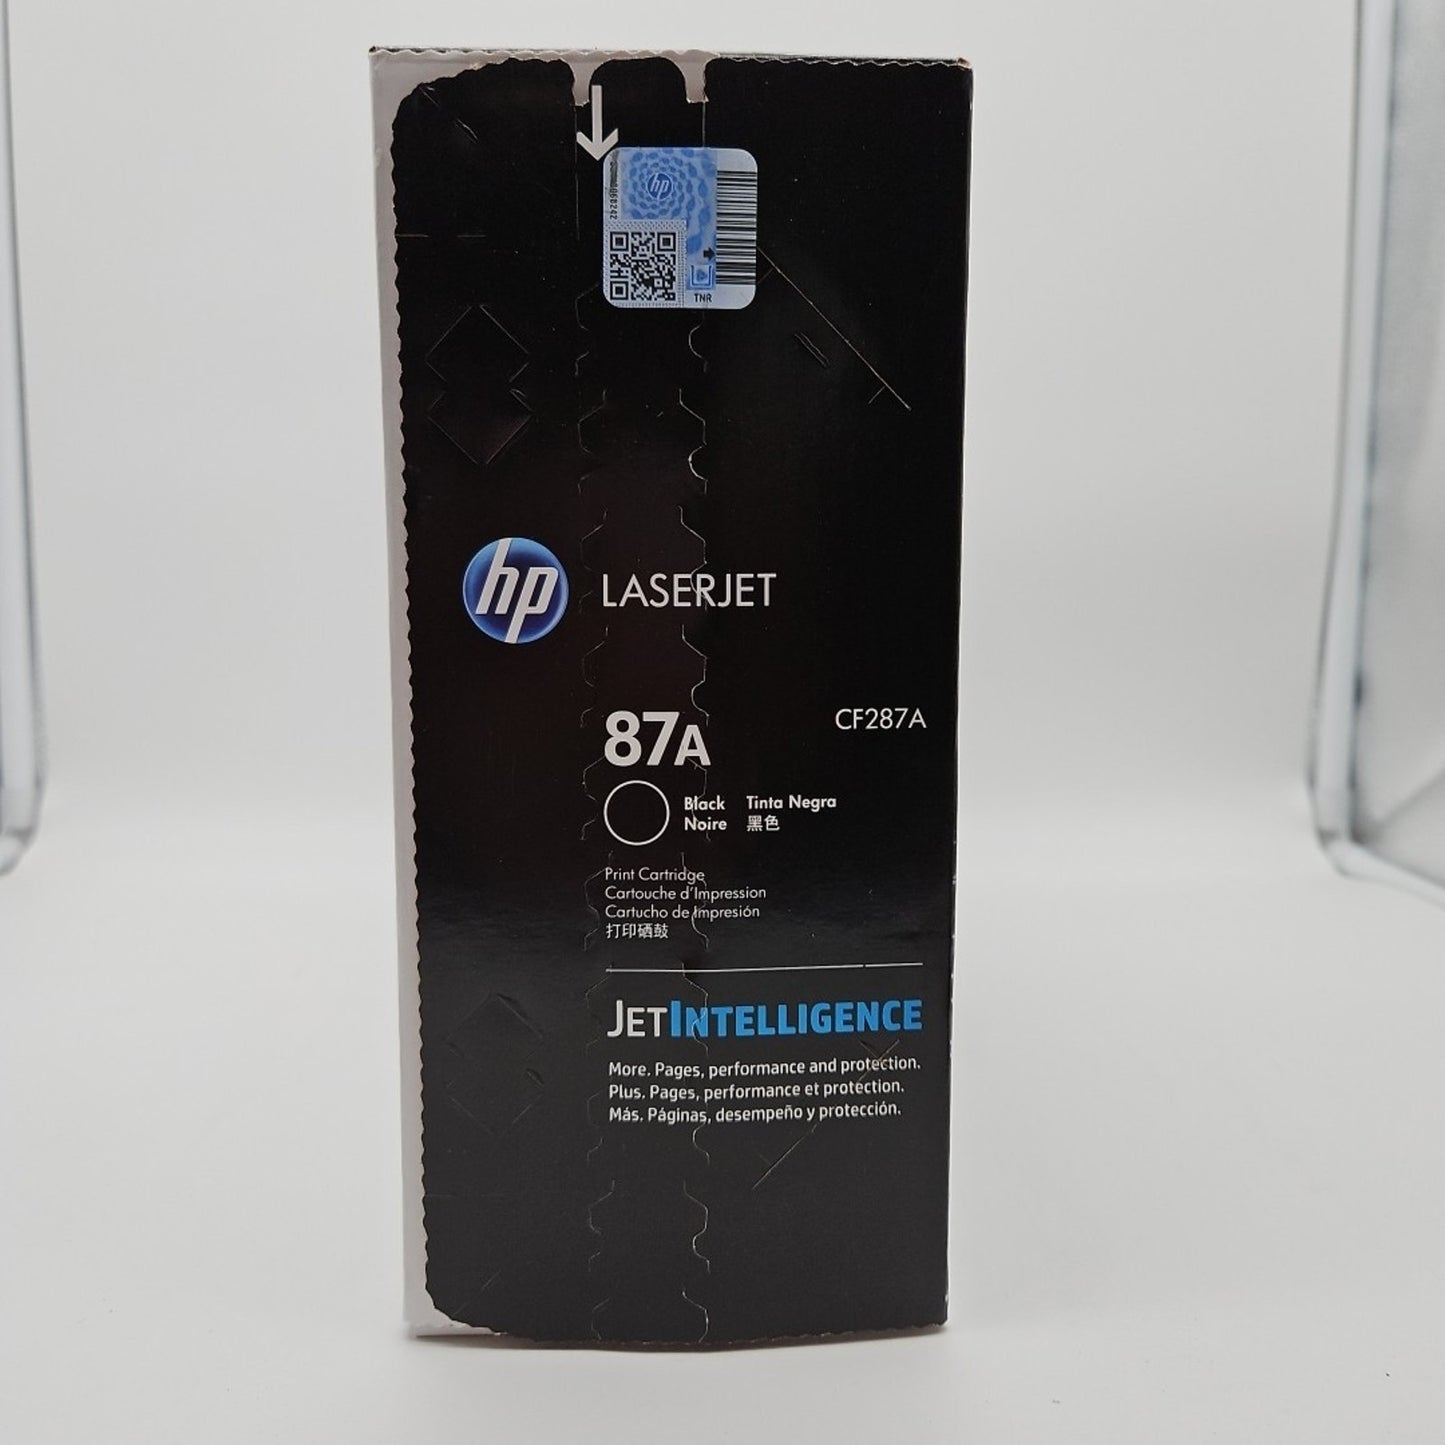 hp
TNR
hp LASERJET
87A
CF287A
Black Tinta Negra
Noire 黑色
Print Cartridge
Cartouche d'Impression
Cartucho de Impresión
打印硒鼓
JETINTELLIGENCE
More. Pages, performance and protection.
Plus. Pages, performance et protection.
Más. Páginas, desempeño y protección.